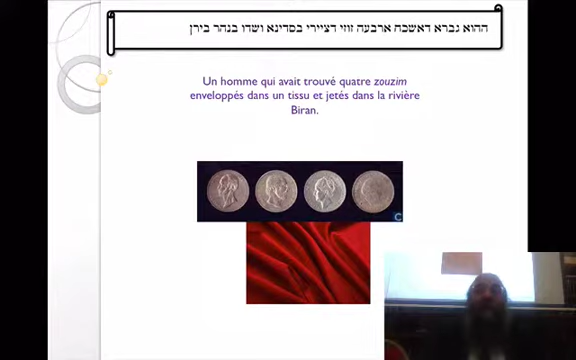 ההוא גברא דאשכח ארבעה זוזי דציירי בסדינא ושדו בנהר בירן
Un homme qui avait trouvé quatre zouzim
enveloppés dans un tissu et jetés dans la rivière
Biran.